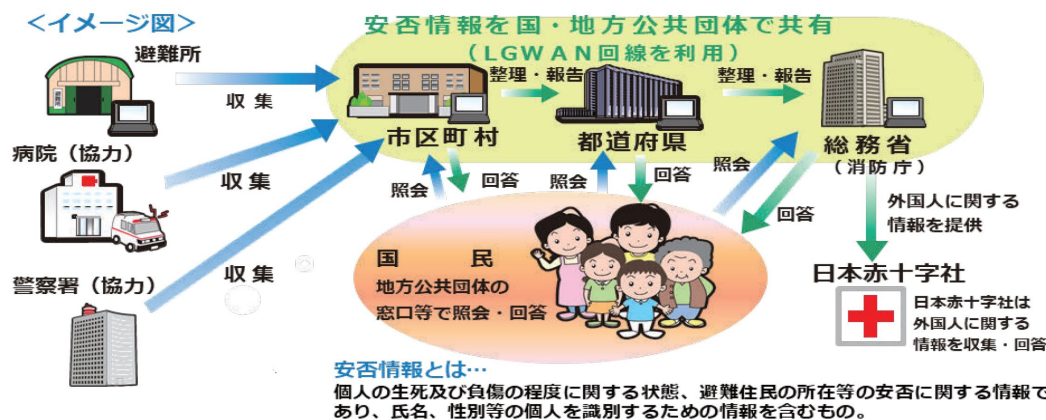 <イメージ図>
安否情報を国・地方公共団体で共有
（LGWAN回線を利用）
避難所
収集
病院（協力）
収集
警察署（協力）
収集
市区町村
整理・報告
都道府県
整理・報告
総務省
（消防庁）
照会
回答
照会
回答
照会
回答
外国人に関する
情報を提供
国民
地方公共団体の
窓口等で照会・回答
日本赤十字社
日本赤十字社は
外国人に関する
情報を収集・回答
安否情報とは…
個人の生死及び負傷の程度に関する状態、避難住民の所在等の安否に関する情報で
あり、氏名、性別等の個人を識別するための情報を含むもの。